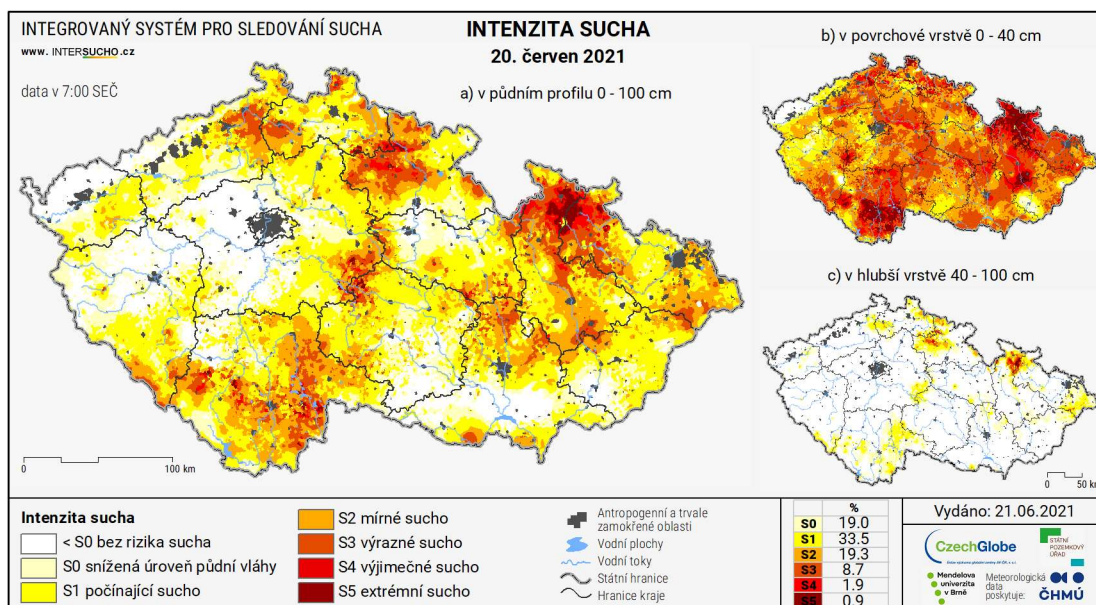 INTEGROVANÝ SYSTÉM PRO SLEDOVÁNÍ SUCHA
www. INTERSUCHO.cz
data v 7:00 SEČ
INTENZITA SUCHA
20. červen 2021
a) v půdním profilu 0 - 100 cm
b) v povrchové vrstvě 0 - 40 cm
c) v hlubší vrstvě 40 - 100 cm
0 100 km
0 50 km
Intenzita sucha
< S0 bez rizika sucha
S0 snížená úroveň půdní vláhy
S1 počínající sucho
S2 mírné sucho
S3 výrazné sucho
S4 výjimečné sucho
S5 extrémní sucho
Antropogenní a trvale
zamokřené oblasti
Vodní plochy
Vodní toky
Státní hranice
Hranice kraje
%
S0 19.0
S1 33.5
S2 19.3
S3 8.7
S4 1.9
S5 0.9
Vydáno: 21.06.2021
CzechGlobe
STÁTNÍ
POZEMKOVÝ
ÚŘAD
Mendelova
univerzita
v Brně
Meteorologická
data
poskytuje:
ČHMÚ